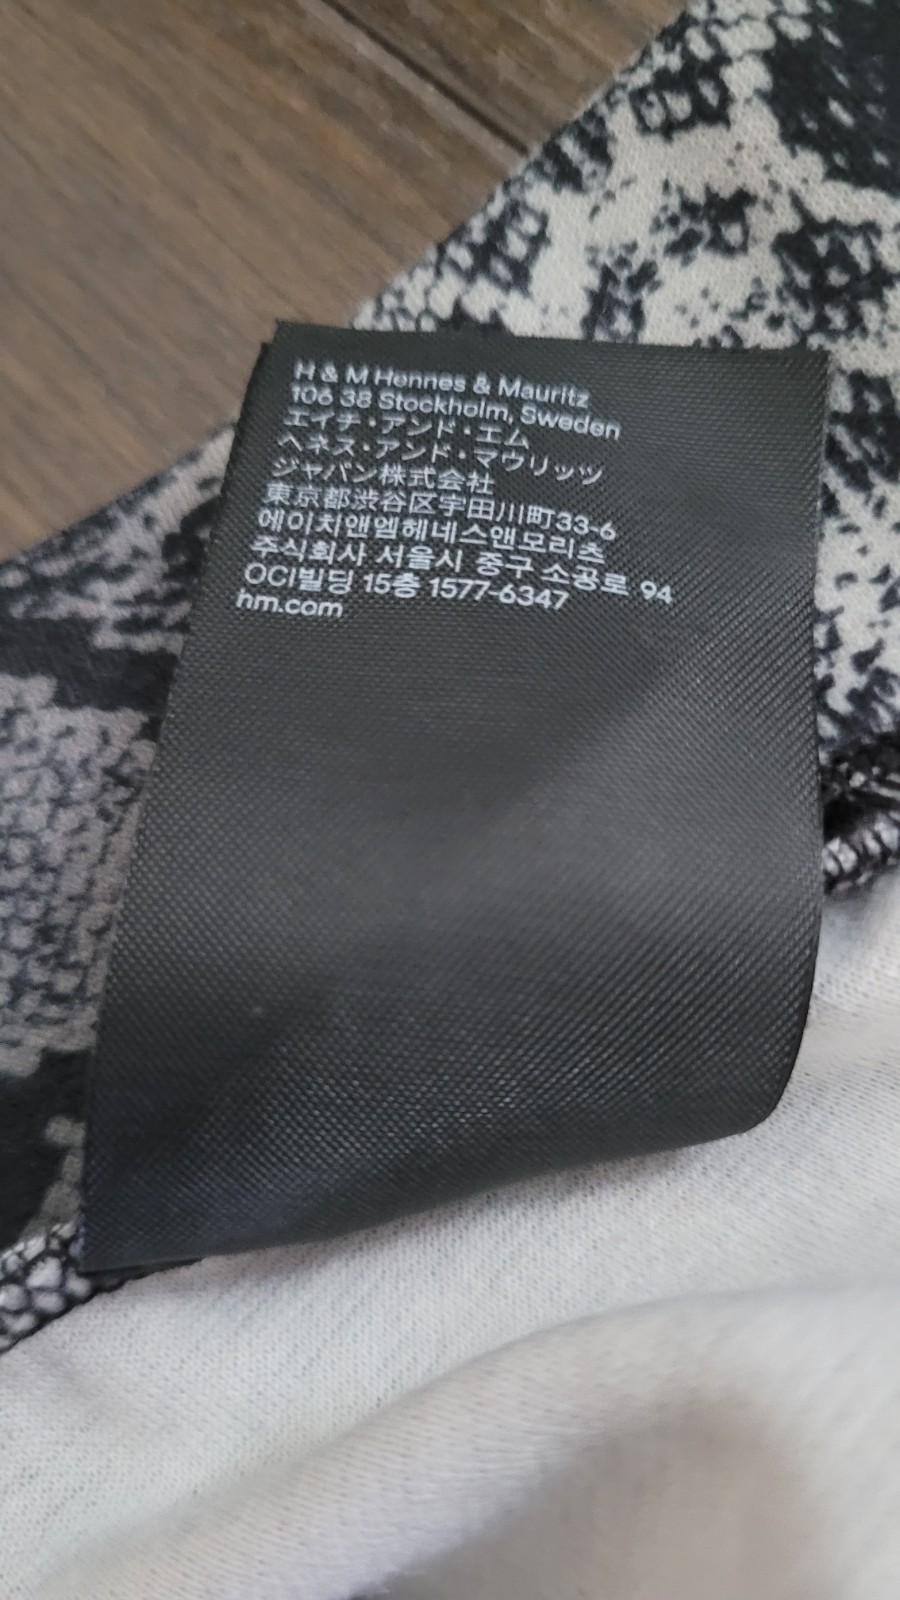 H & M Hennes & Mauritz
106 38 Stockholm, Sweden
エイチ・アンド・エム
ヘネス・アンド・マウリッツ
ジャパン株式会社
東京都渋谷区宇田川町33-6
에이치앤엠헤네스앤모리츠
주식회사 서울시 중구 소공로 94
OCI빌딩 15층 1577-6347
hm.com